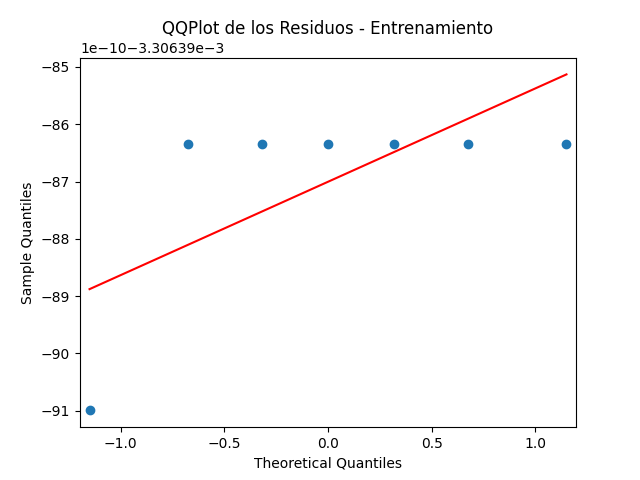 QQPlot de los Residuos - Entrenamiento
1e−10−3.30639e−3
−85
−86
−87
−88
−89
−90
−91
Sample Quantiles
−1.0 −0.5 0.0 0.5 1.0
Theoretical Quantiles